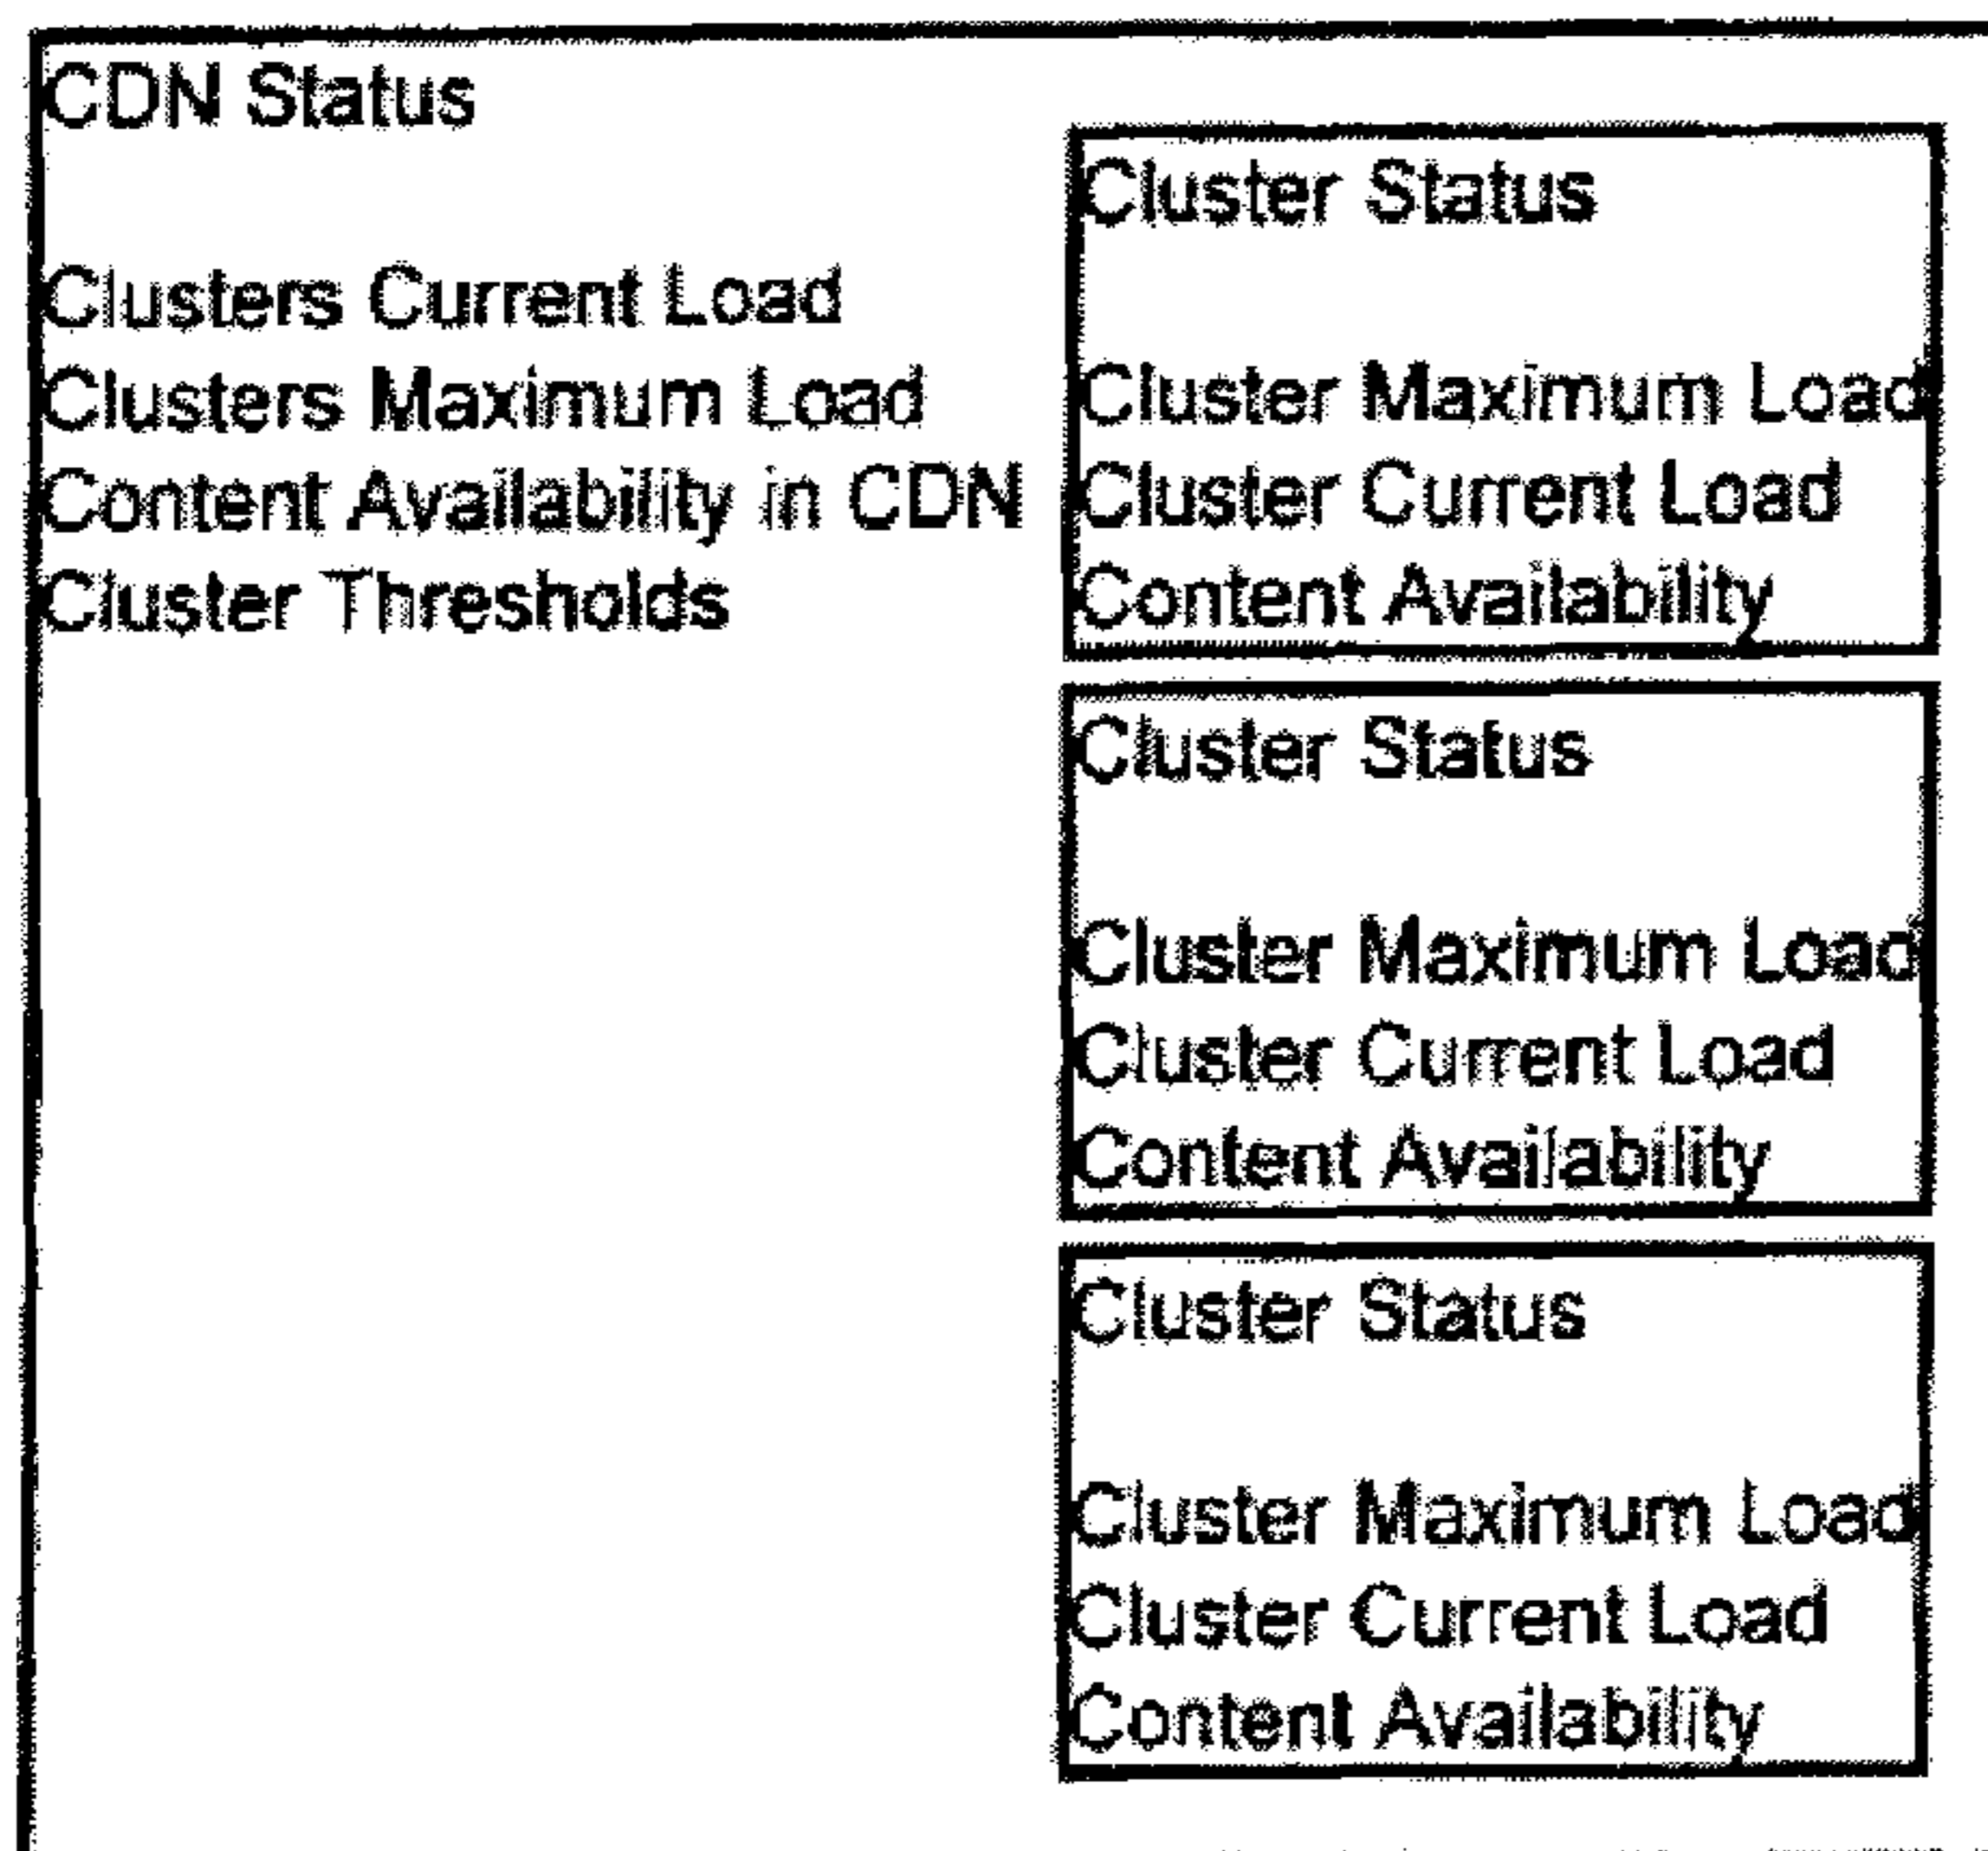 CDN Status
Clusters Current Load
Clusters Maximum Load
Content Availability in CDN
Cluster Thresholds
Cluster Status
Cluster Maximum Load
Cluster Current Load
Content Availability
Cluster Status
Cluster Maximum Load
Cluster Current Load
Content Availability
Cluster Status
Cluster Maximum Load
Cluster Current Load
Content Availability